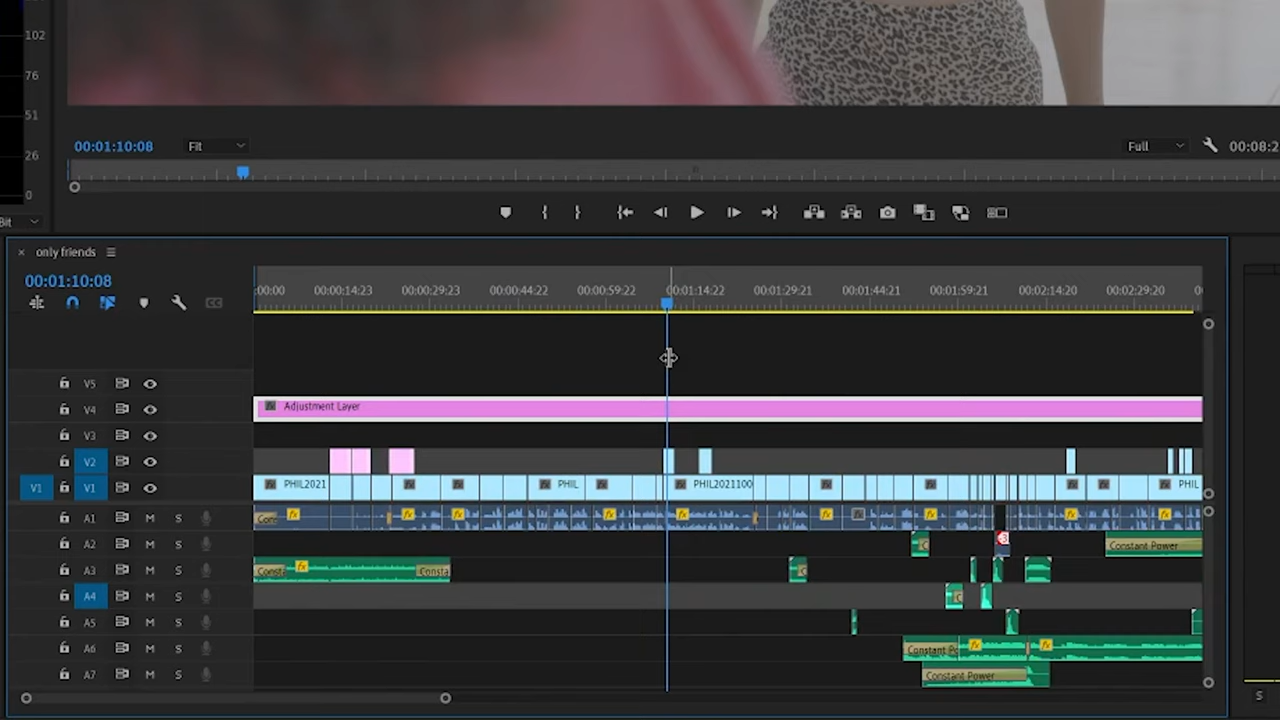 102
76
51
26
0
Bit
00:01:10:08
Fit
Full
00:08:2
only friends
00:01:10:08
:00:00
00:00:14:23
00:00:29:23
00:00:44:22
00:00:59:22
00:01:14:22
00:01:29:21
00:01:44:21
00:01:59:21
00:02:14:20
00:02:29:20
V5
V4
Adjustment Layer
V3
V2
V1 V1
PHIL2021
PHIL
PHIL2021100
PHIL
A1 M S
A2 M S
Constant Power
A3 M S
Consta
Consta
A4 M S
A5 M S
A6 M S
Constant Po
A7 M S
Constant Power
S